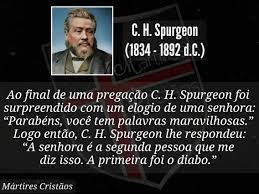 C. H. Spurgeon
(1834 - 1892 d.C.)
Ao final de uma pregação C. H. Spurgeon foi
surpreendido com um elogio de uma senhora:
“Parabéns, você tem palavras maravilhosas.”
Logo então, C. H. Spurgeon lhe respondeu:
“A senhora é a segunda pessoa que me
diz isso. A primeira foi o diabo.”
Mártires Cristãos